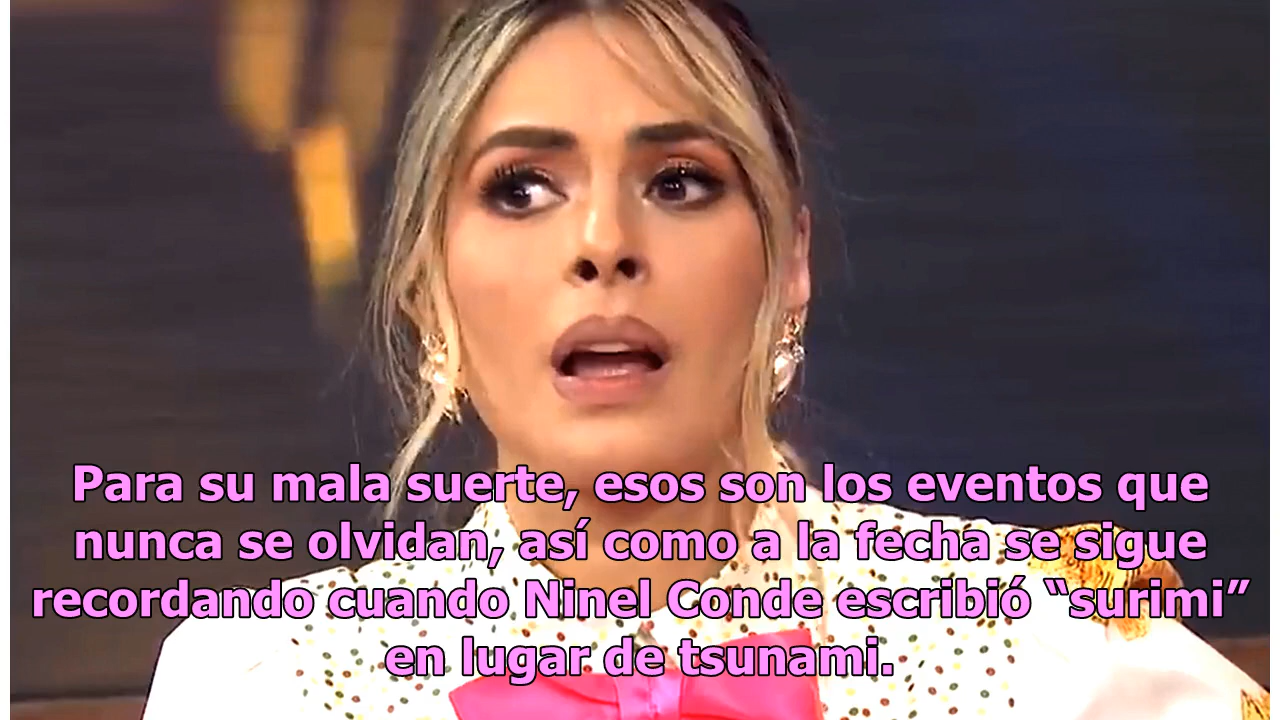 Para su mala suerte, esos son los eventos que
nunca se olvidan, así como a la fecha se sigue
recordando cuando Ninel Conde escribió “surimi”
en lugar de tsunami.